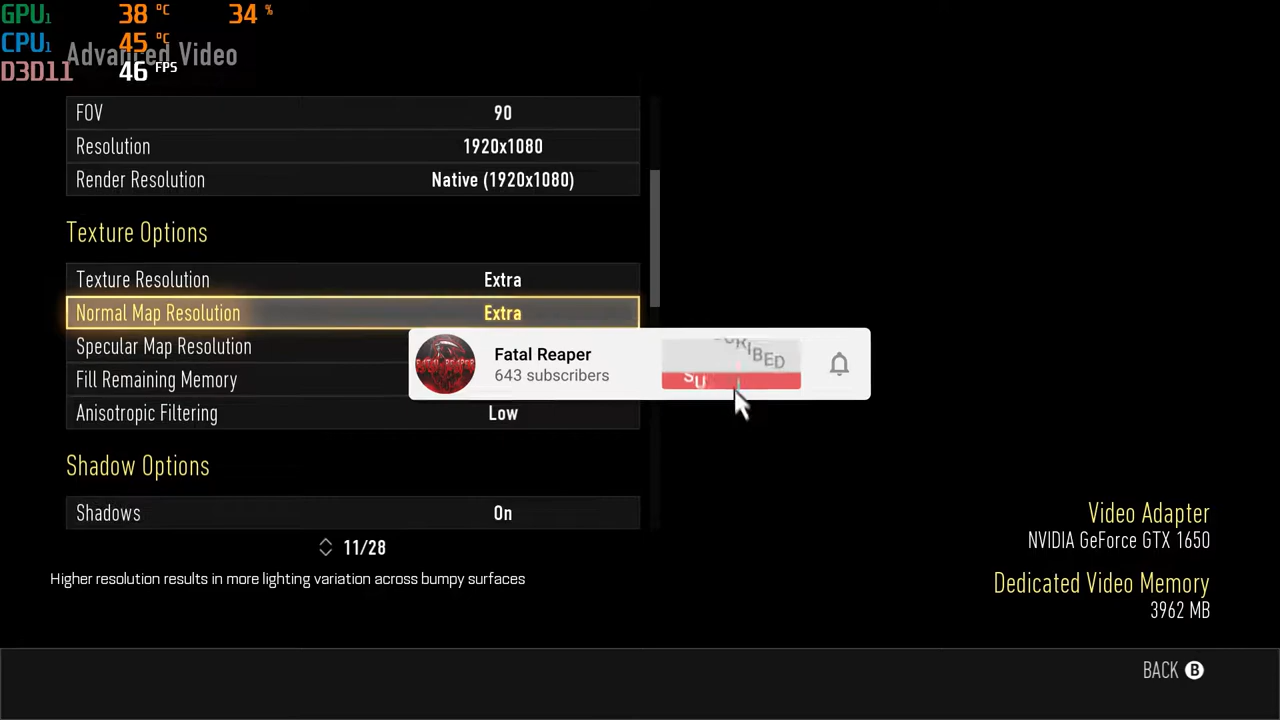 GPU1 38 °C 34 %
CPU1 45 °C
Advanced Video
D3D11 46 FPS
FOV 90
Resolution 1920x1080
Render Resolution Native (1920x1080)
Texture Options
Texture Resolution Extra
Normal Map Resolution Extra
Specular Map Resolution
Fatal Reaper
643 subscribers
Fill Remaining Memory
Anisotropic Filtering Low
Shadow Options
Shadows On
11/28
Higher resolution results in more lighting variation across bumpy surfaces
Video Adapter
NVIDIA GeForce GTX 1650
Dedicated Video Memory
3962 MB
BACK B